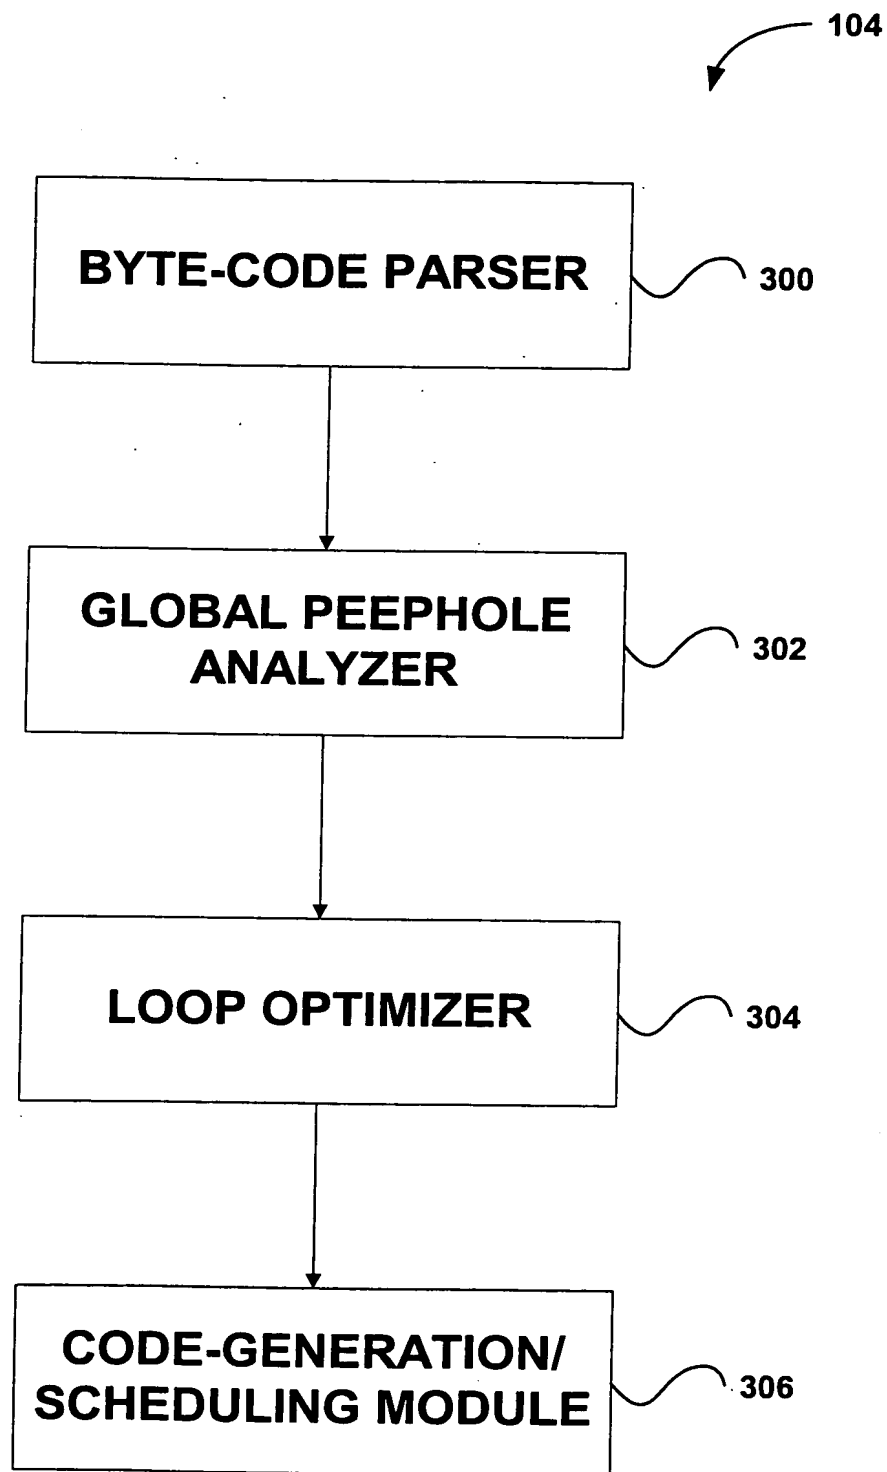 104
BYTE-CODE PARSER
300
GLOBAL PEEPHOLE
ANALYZER
302
LOOP OPTIMIZER
304
CODE-GENERATION/
SCHEDULING MODULE
306